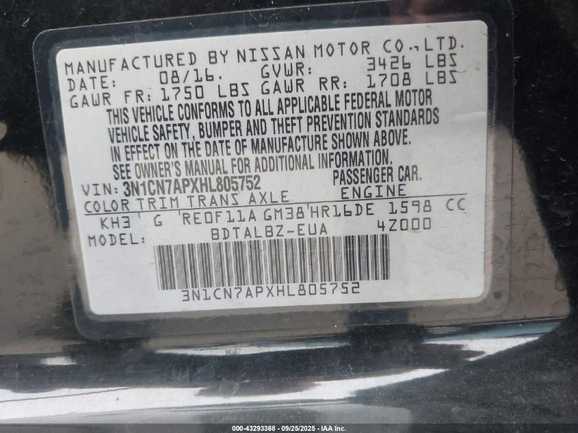 MANUFACTURED BY NISSAN MOTOR CO.,LTD.
DATE: 08/16. GVWR: 3426 LBS
GAWR FR: 1750 LBS GAWR RR: 1708 LBS
THIS VEHICLE CONFORMS TO ALL APPLICABLE FEDERAL MOTOR
VEHICLE SAFETY, BUMPER AND THEFT PREVENTION STANDARDS
IN EFFECT ON THE DATE OF MANUFACTURE SHOWN ABOVE.
SEE OWNER'S MANUAL FOR ADDITIONAL INFORMATION.
VIN: 3N1CN7APXHL805752 PASSENGER CAR.
COLOR TRIM TRANS AXLE ENGINE
KH3 G RE0F11A GM38 HR16DE 1598 CC
MODEL: BDTALBZ-EUA 4Z000
3N1CN7APXHL805752
000-43293388 - 09/25/2025 - IAA Inc.